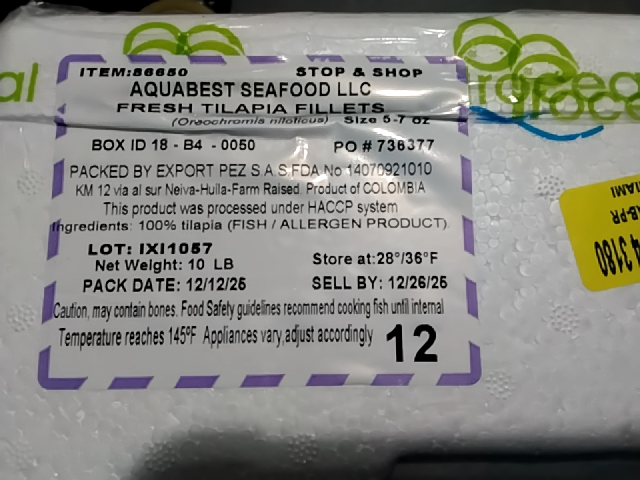 ITEM:86680 STOP & SHOP
AQUABEST SEAFOOD LLC
FRESH TILAPIA FILLETS
(Oreochromis niloticus) Size 5-7 oz
BOX ID 18 - B4 - 0050 PO # 736377
PACKED BY EXPORT PEZ S.A.S FDA No 14070921010
KM 12 via al sur Neiva-Huila-Farm Raised. Product of COLOMBIA
This product was processed under HACCP system
Ingredients: 100% tilapia (FISH / ALLERGEN PRODUCT)
LOT: IXI1057
Net Weight: 10 LB Store at:28°/36°F
PACK DATE: 12/12/25 SELL BY: 12/26/25
Caution, may contain bones. Food Safety guidelines recommend cooking fish until internal
Temperature reaches 145ºF Appliances vary,adjust accordingly
12
al
3180